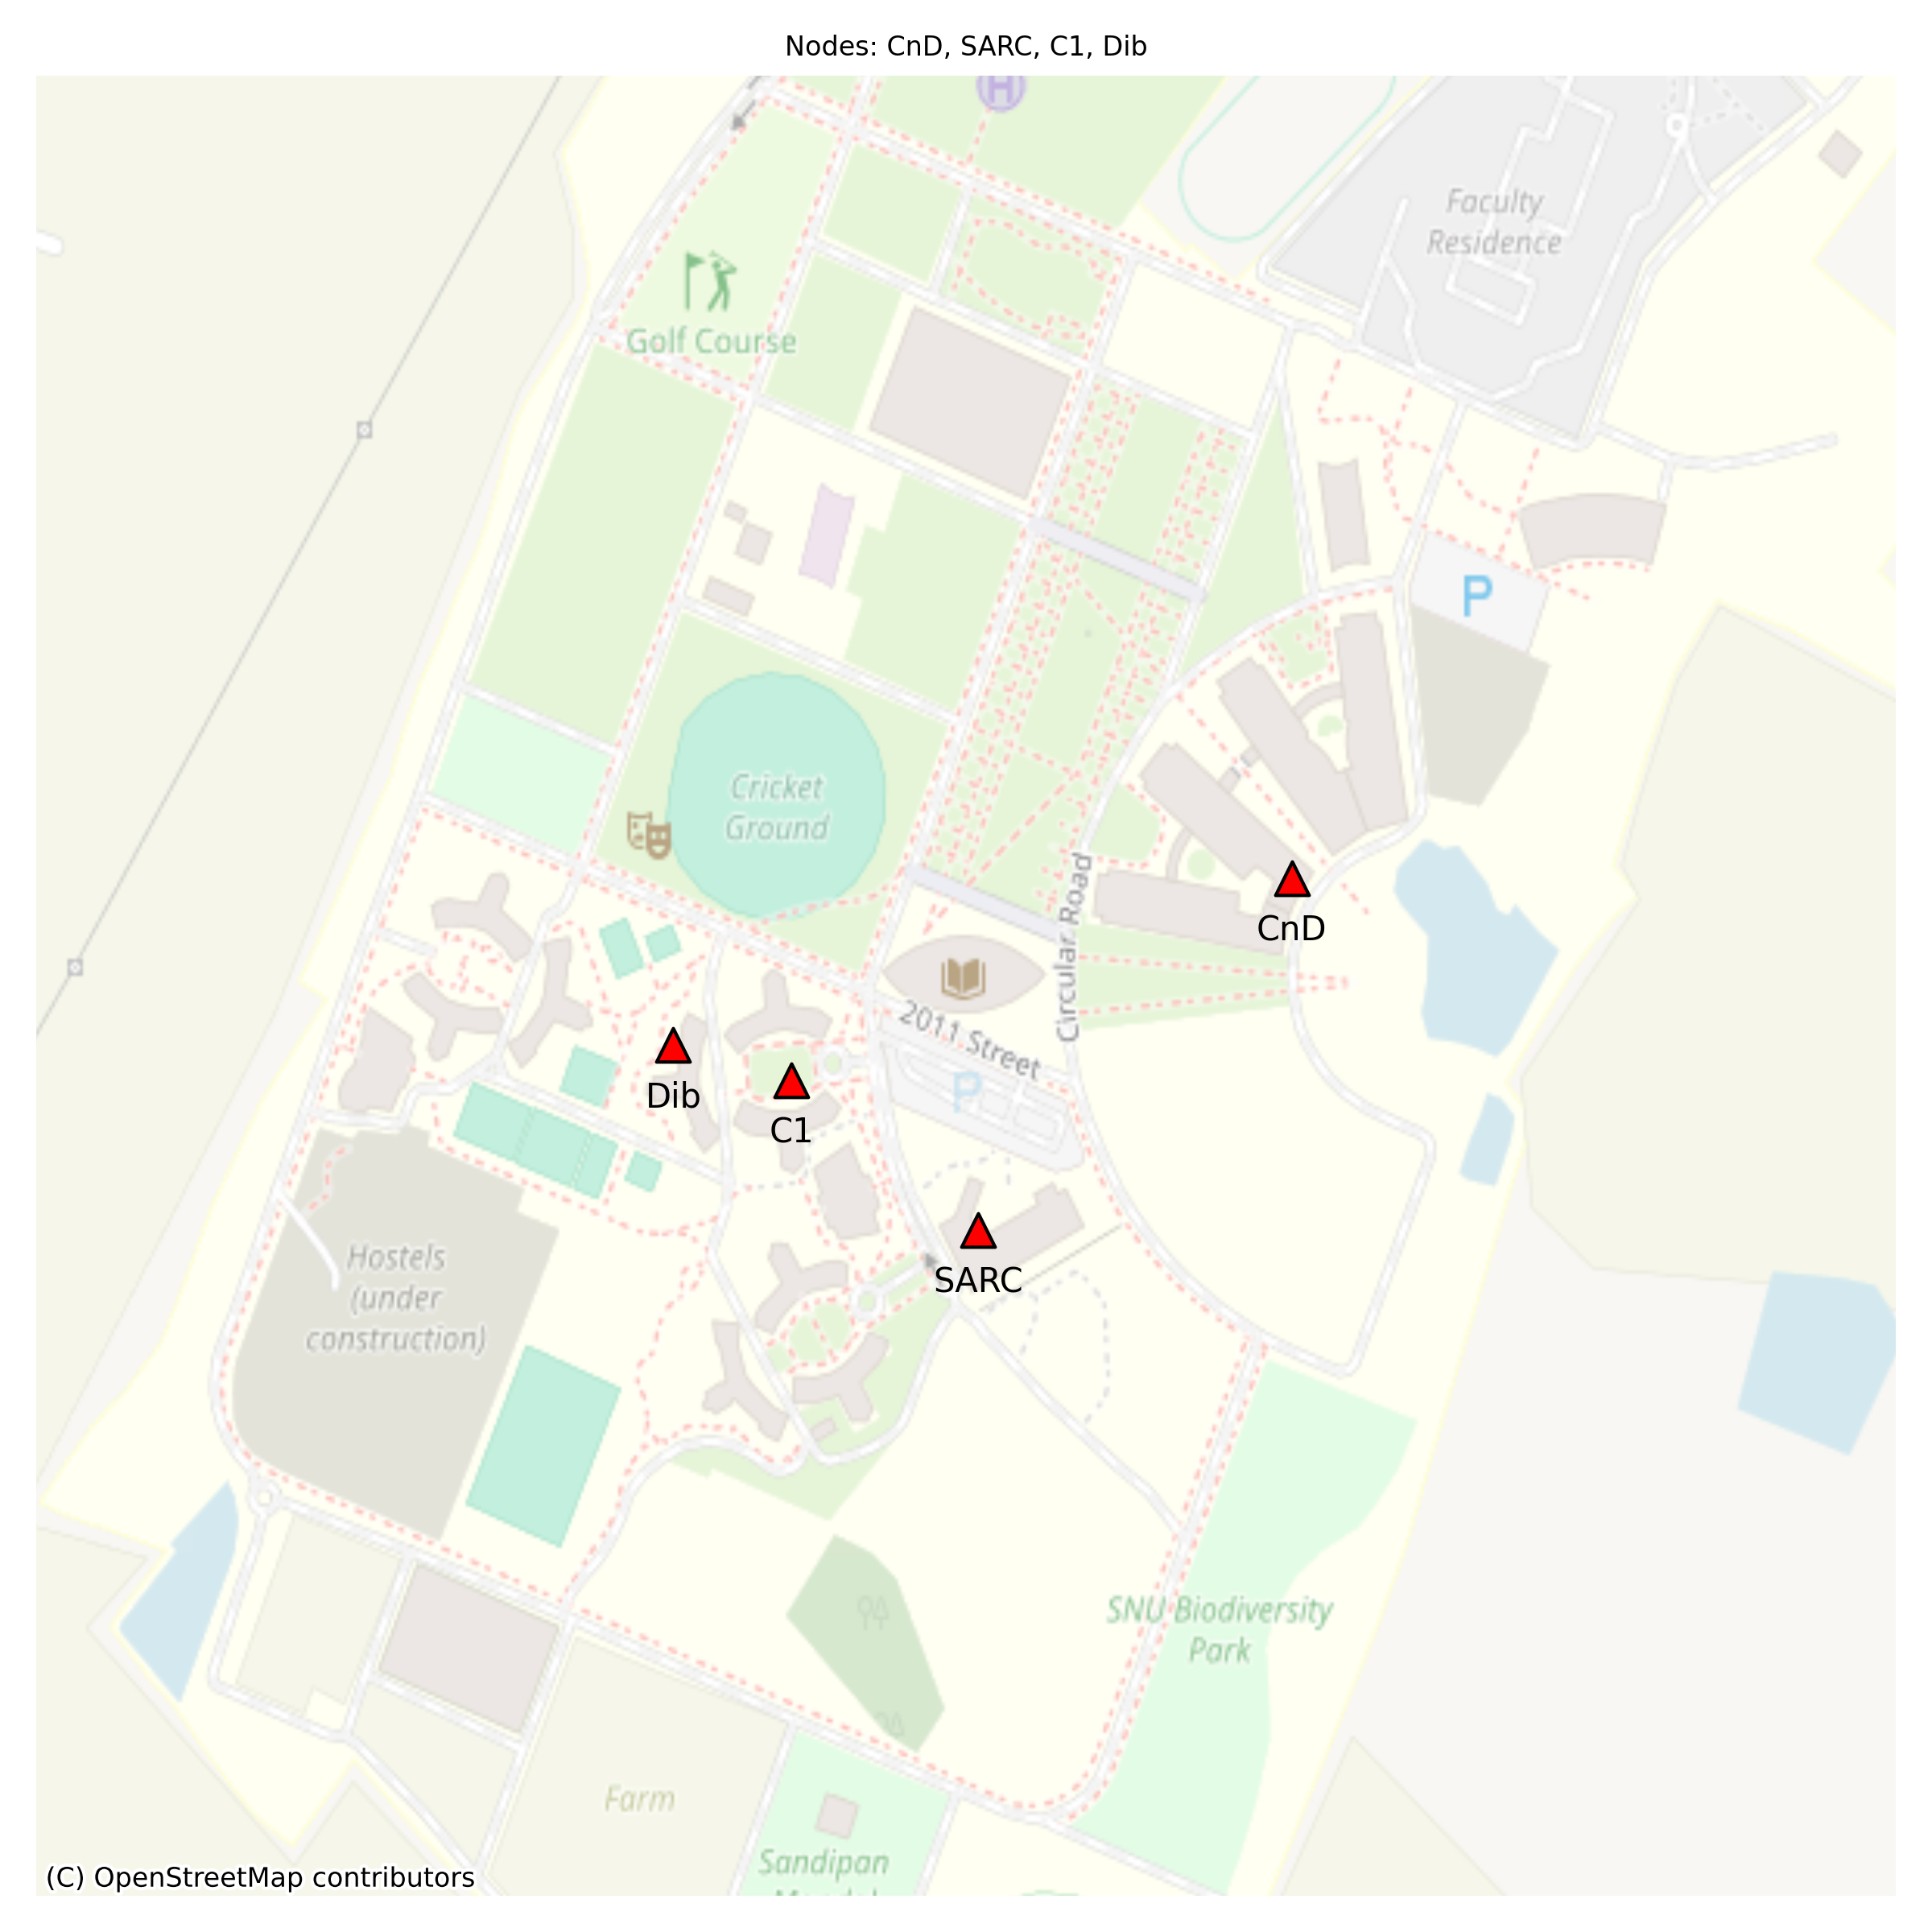 Nodes: CnD, SARC, C1, Dib
H
Faculty
Residence
Golf Course
P
Cricket
Ground
Circular Road
CnD
2011 Street
Dib
P
C1
SARC
Hostels
(under
construction)
SNU Biodiversity
Park
Farm
Sandipan
(C) OpenStreetMap contributors